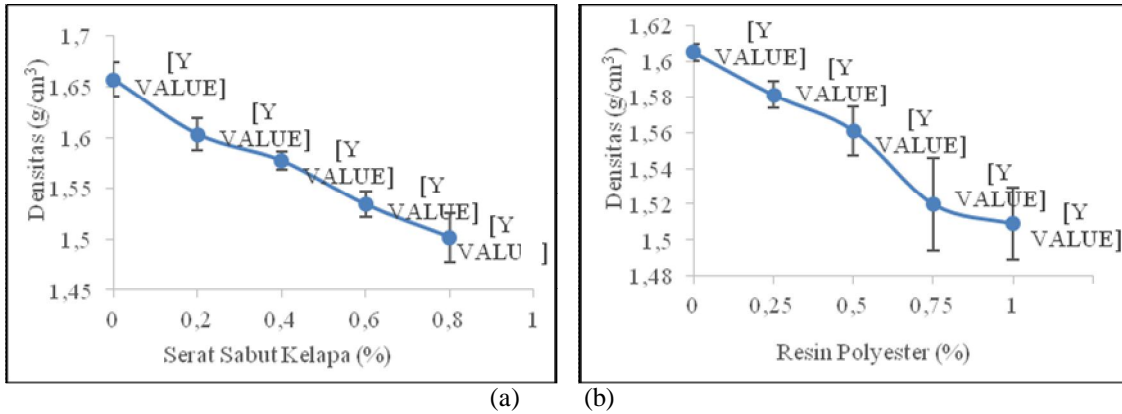 1,7
1,65
1,6
1,55
1,5
1,45
Densitas (g/cm³)
[Y
VALUE]
[Y
VALUE]
[Y
VALUE]
[Y
VALUE]
[Y
VALU ]
0 0,2 0,4 0,6 0,8 1
Serat Sabut Kelapa (%)
(a)
1,62
1,6
1,58
1,56
1,54
1,52
1,5
1,48
Densitas (g/cm³)
[Y
VALUE]
[Y
VALUE]
[Y
VALUE]
[Y
VALUE]
[Y
VALUE]
0 0,25 0,5 0,75 1
Resin Polyester (%)
(b)